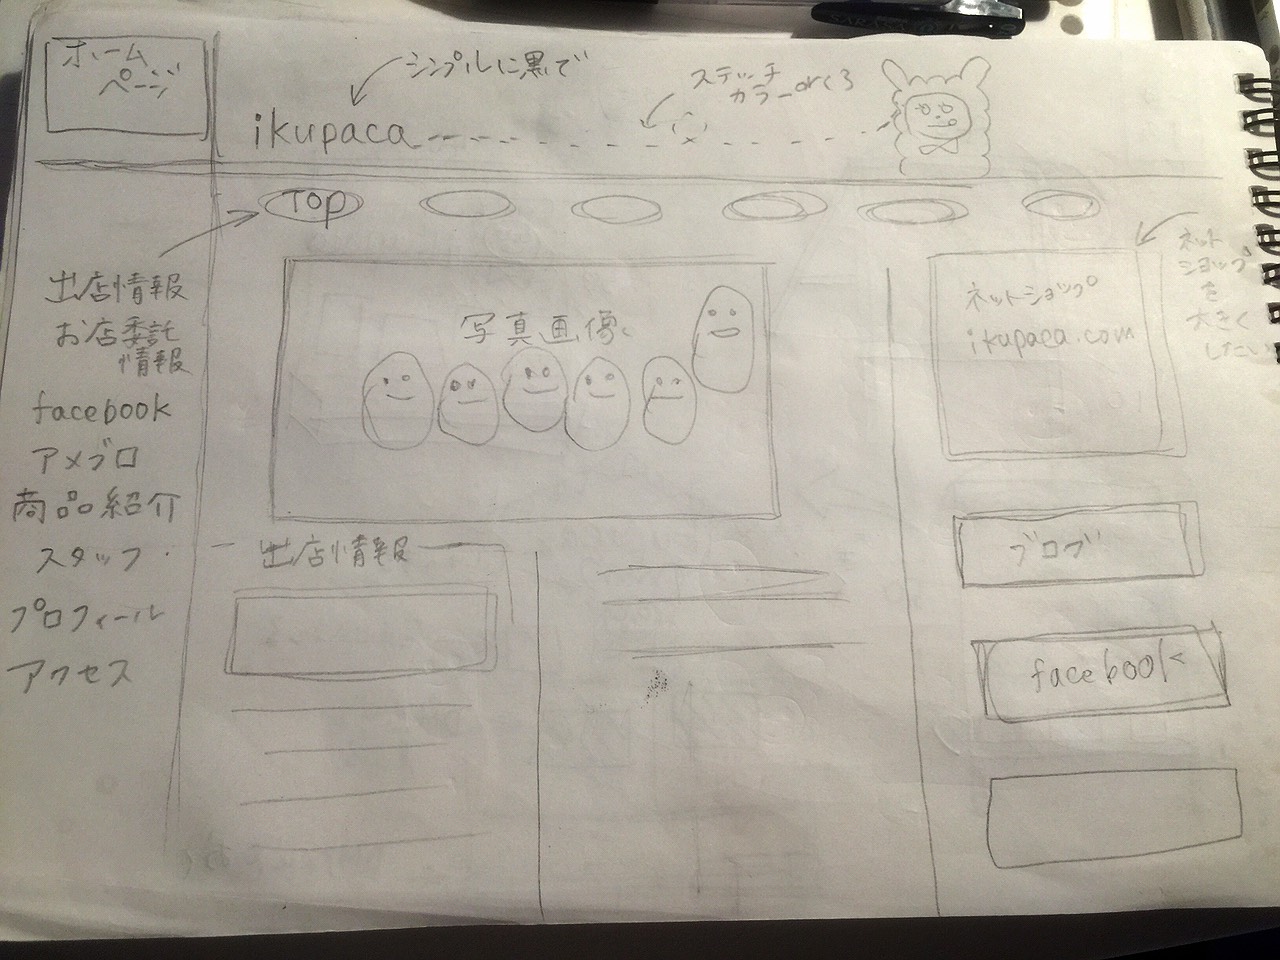 ホーム
ページ
シンプルに黒で
ikupaca
ステッチ
カラーorくろ
TOP
出店情報
お店委託
情報
facebook
アメブロ
商品紹介
スタッフ
プロフィール
アクセス
写真画像
出店情報
ネットショップ
ikupaca.com
ネット
ショップ
を
大きく
したい
ブログ
facebook